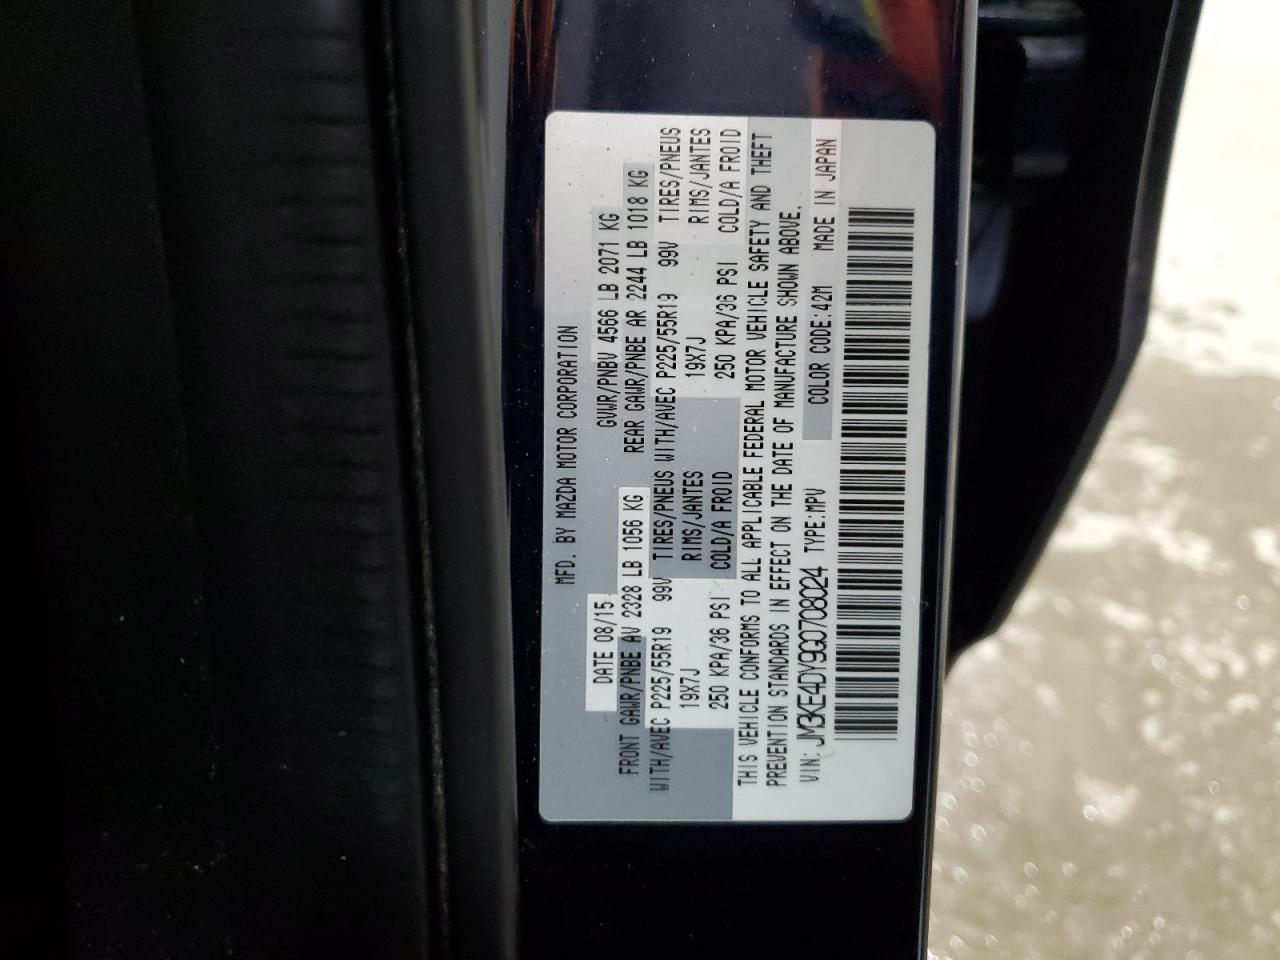 MFD. BY MAZDA MOTOR CORPORATION
DATE 08/15 GVWR/PNBV 4566 LB 2071 KG
FRONT GAWR/PNBE AV 2328 LB 1056 KG REAR GAWR/PNBE AR 2244 LB 1018 KG
WITH/AVEC P225/55R19 99V TIRES/PNEUS WITH/AVEC P225/55R19 99V TIRES/PNEUS
19X7J RIMS/JANTES 19X7J RIMS/JANTES
250 KPA/36 PSI COLD/A FROID 250 KPA/36 PSI COLD/A FROID
THIS VEHICLE CONFORMS TO ALL APPLICABLE FEDERAL MOTOR VEHICLE SAFETY AND THEFT
PREVENTION STANDARDS IN EFFECT ON THE DATE OF MANUFACTURE SHOWN ABOVE.
VIN: JM3KE4DY9G0708024 TYPE:MPV COLOR CODE:42M MADE IN JAPAN